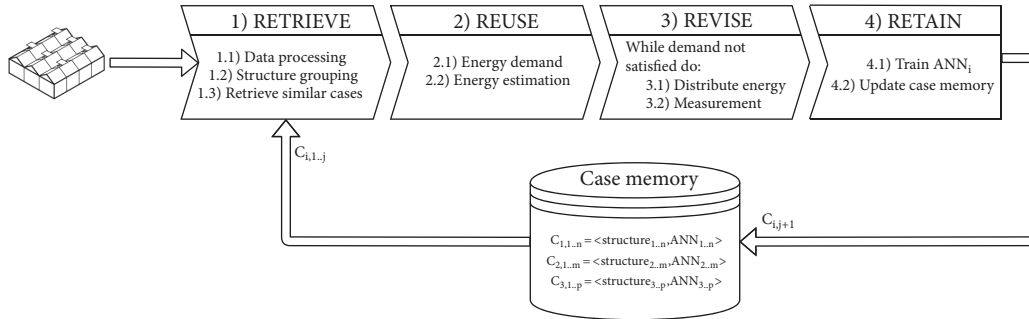 1) RETRIEVE
1.1) Data processing
1.2) Structure grouping
1.3) Retrieve similar cases
2) REUSE
2.1) Energy demand
2.2) Energy estimation
3) REVISE
While demand not
satisfied do:
3.1) Distribute energy
3.2) Measurement
4) RETAIN
4.1) Train ANNi
4.2) Update case memory
Ci,1..j
Case memory
C1,1..n = <structure1..n,ANN1..n>
C2,1..m = <structure2..m,ANN2..m>
C3,1..p = <structure3..p,ANN3..p>
Ci,j+1